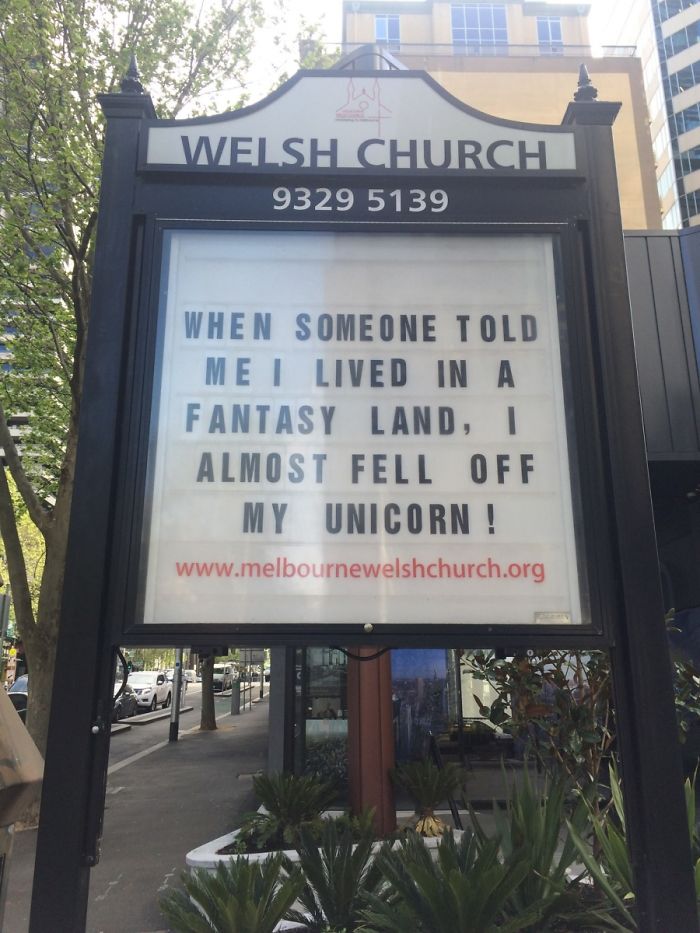 WELSH CHURCH
9329 5139
WHEN SOMEONE TOLD
ME I LIVED IN A
FANTASY LAND, I
ALMOST FELL OFF
MY UNICORN!
www.melbournewelshchurch.org